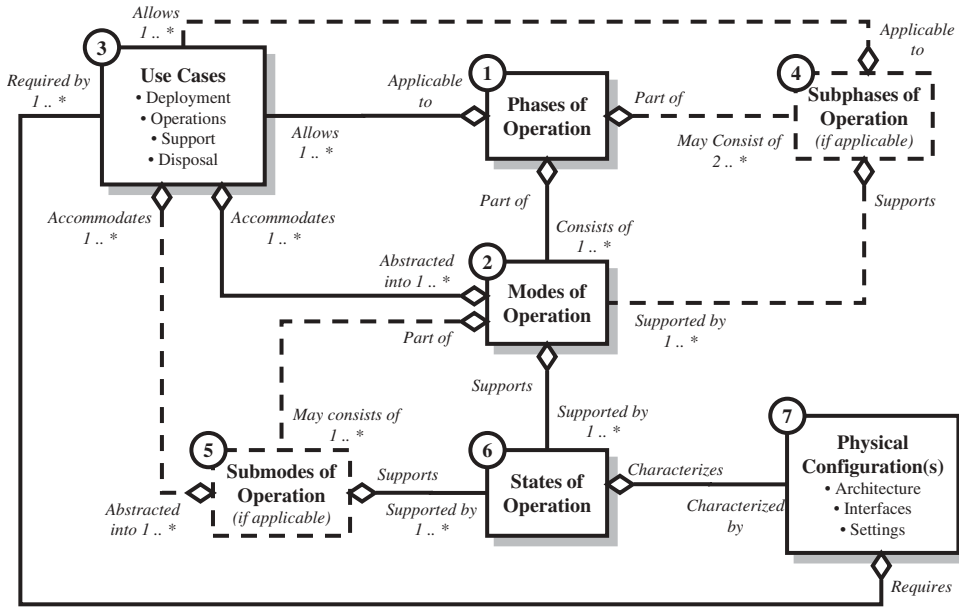 Allows
1 .. *
3
Use Cases
• Deployment
• Operations
• Support
• Disposal
Required by
1 .. *
Applicable
to
Allows
1 .. *
1
Phases of
Operation
Part of
May Consist of
2 .. *
Applicable
to
4
Subphases of
Operation
(if applicable)
Supports
Accommodates
1 .. *
Accommodates
1 .. *
Part of
Consists of
1 .. *
Abstracted
into 1 .. *
2
Modes of
Operation
Part of
Supported by
1 .. *
Supports
Supported by
1 .. *
May consists of
1 .. *
5
Submodes of
Operation
(if applicable)
Abstracted
into 1 .. *
Supports
Supported by
1 .. *
6
States of
Operation
Characterizes
Characterized
by
7
Physical
Configuration(s)
• Architecture
• Interfaces
• Settings
Requires